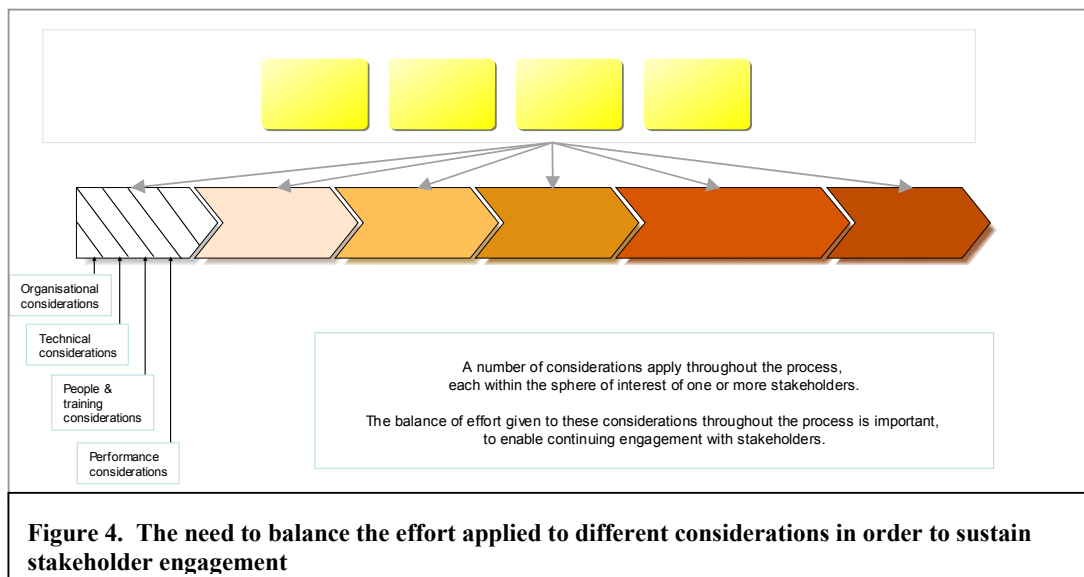 Organisational
considerations
Technical
considerations
People &
training
considerations
Performance
considerations
A number of considerations apply throughout the process,
each within the sphere of interest of one or more stakeholders.
The balance of effort given to these considerations throughout the process is important,
to enable continuing engagement with stakeholders.
Figure 4. The need to balance the effort applied to different considerations in order to sustain
stakeholder engagement